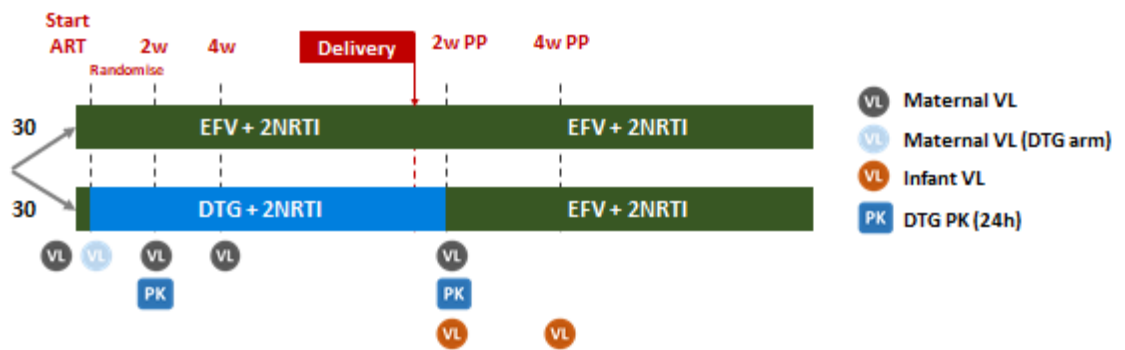 Start
ART 2w 4w Delivery 2w PP 4w PP
Randomise
30 EFV + 2NRTI EFV + 2NRTI
30 DTG + 2NRTI EFV + 2NRTI
VL VL VL VL VL
PK PK
VL VL
VL Maternal VL
VL Maternal VL (DTG arm)
VL Infant VL
PK DTG PK (24h)